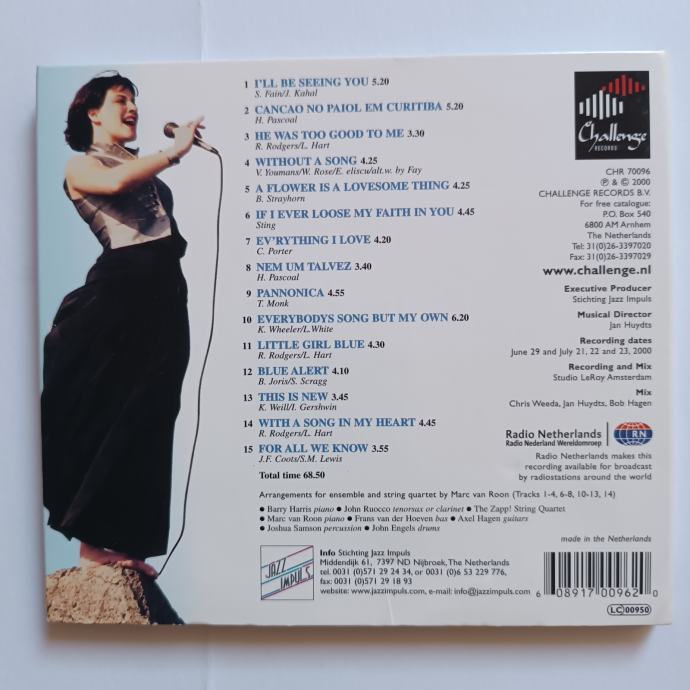 1 I'LL BE SEEING YOU 5.20
S. Fain/J. Kahal
2 CANCAO NO PAIOL EM CURITIBA 5.20
H. Pascoal
3 HE WAS TOO GOOD TO ME 3.30
R. Rodgers/L. Hart
4 WITHOUT A SONG 4.25
V. Youmans/W. Rose/E. eliscu/alt.w. by Fay
5 A FLOWER IS A LOVESOME THING 4.25
B. Strayhorn
6 IF I EVER LOOSE MY FAITH IN YOU 4.45
Sting
7 EV'RYTHING I LOVE 4.20
C. Porter
8 NEM UM TALVEZ 3.40
H. Pascoal
9 PANNONICA 4.55
T. Monk
10 EVERYBODYS SONG BUT MY OWN 6.20
K. Wheeler/L.White
11 LITTLE GIRL BLUE 4.30
R. Rodgers/L. Hart
12 BLUE ALERT 4.10
B. Joris/S. Scragg
13 THIS IS NEW 3.45
K. Weill/I. Gershwin
14 WITH A SONG IN MY HEART 4.45
R. Rodgers/L. Hart
15 FOR ALL WE KNOW 3.55
J.F. Coots/S.M. Lewis
Total time 68.50
Challenge
RECORDS
CHR 70096
℗ & © 2000
CHALLENGE RECORDS B.V.
For free catalogue:
P.O. Box 540
6800 AM Arnhem
The Netherlands
Tel: 31(0)26-3397020
Fax: 31(0)26-3397029
www.challenge.nl
Executive Producer
Stichting Jazz Impuls
Musical Director
Jan Huydts
Recording dates
June 29 and July 21, 22 and 23, 2000
Recording and Mix
Studio LeRoy Amsterdam
Mix
Chris Weeda, Jan Huydts, Bob Hagen
Radio Netherlands
Radio Nederland Wereldomroep
RN
Radio Netherlands makes this
recording available for broadcast
by radiostations around the world
Arrangements for ensemble and string quartet by Marc van Roon (Tracks 1-4, 6-8, 10-13, 14)
● Barry Harris piano ● John Ruocco tenorsax or clarinet ● The Zapp! String Quartet
● Marc van Roon piano ● Frans van der Hoeven bas ● Axel Hagen guitars
● Joshua Samson percussion ● John Engels drums
made in the Netherlands
JAZZ
IMPULS
Info Stichting Jazz Impuls
Middendijk 61, 7397 ND Nijbroek, The Netherlands
tel. 0031 (0)571 29 24 34, or 0031 (0)6 53 229 776,
fax: 0031 (0)571 29 18 93
website: www.jazzimpuls.com, e-mail: info@jazzimpuls.com
6 08917 00962 0
LC 00950